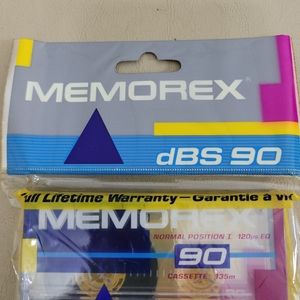 MEMOREX
dBS 90
Full Lifetime Warranty—Garantie à vie
MEMOREX
NORMAL POSITION I 120µs EQ
90
CASSETTE 135m